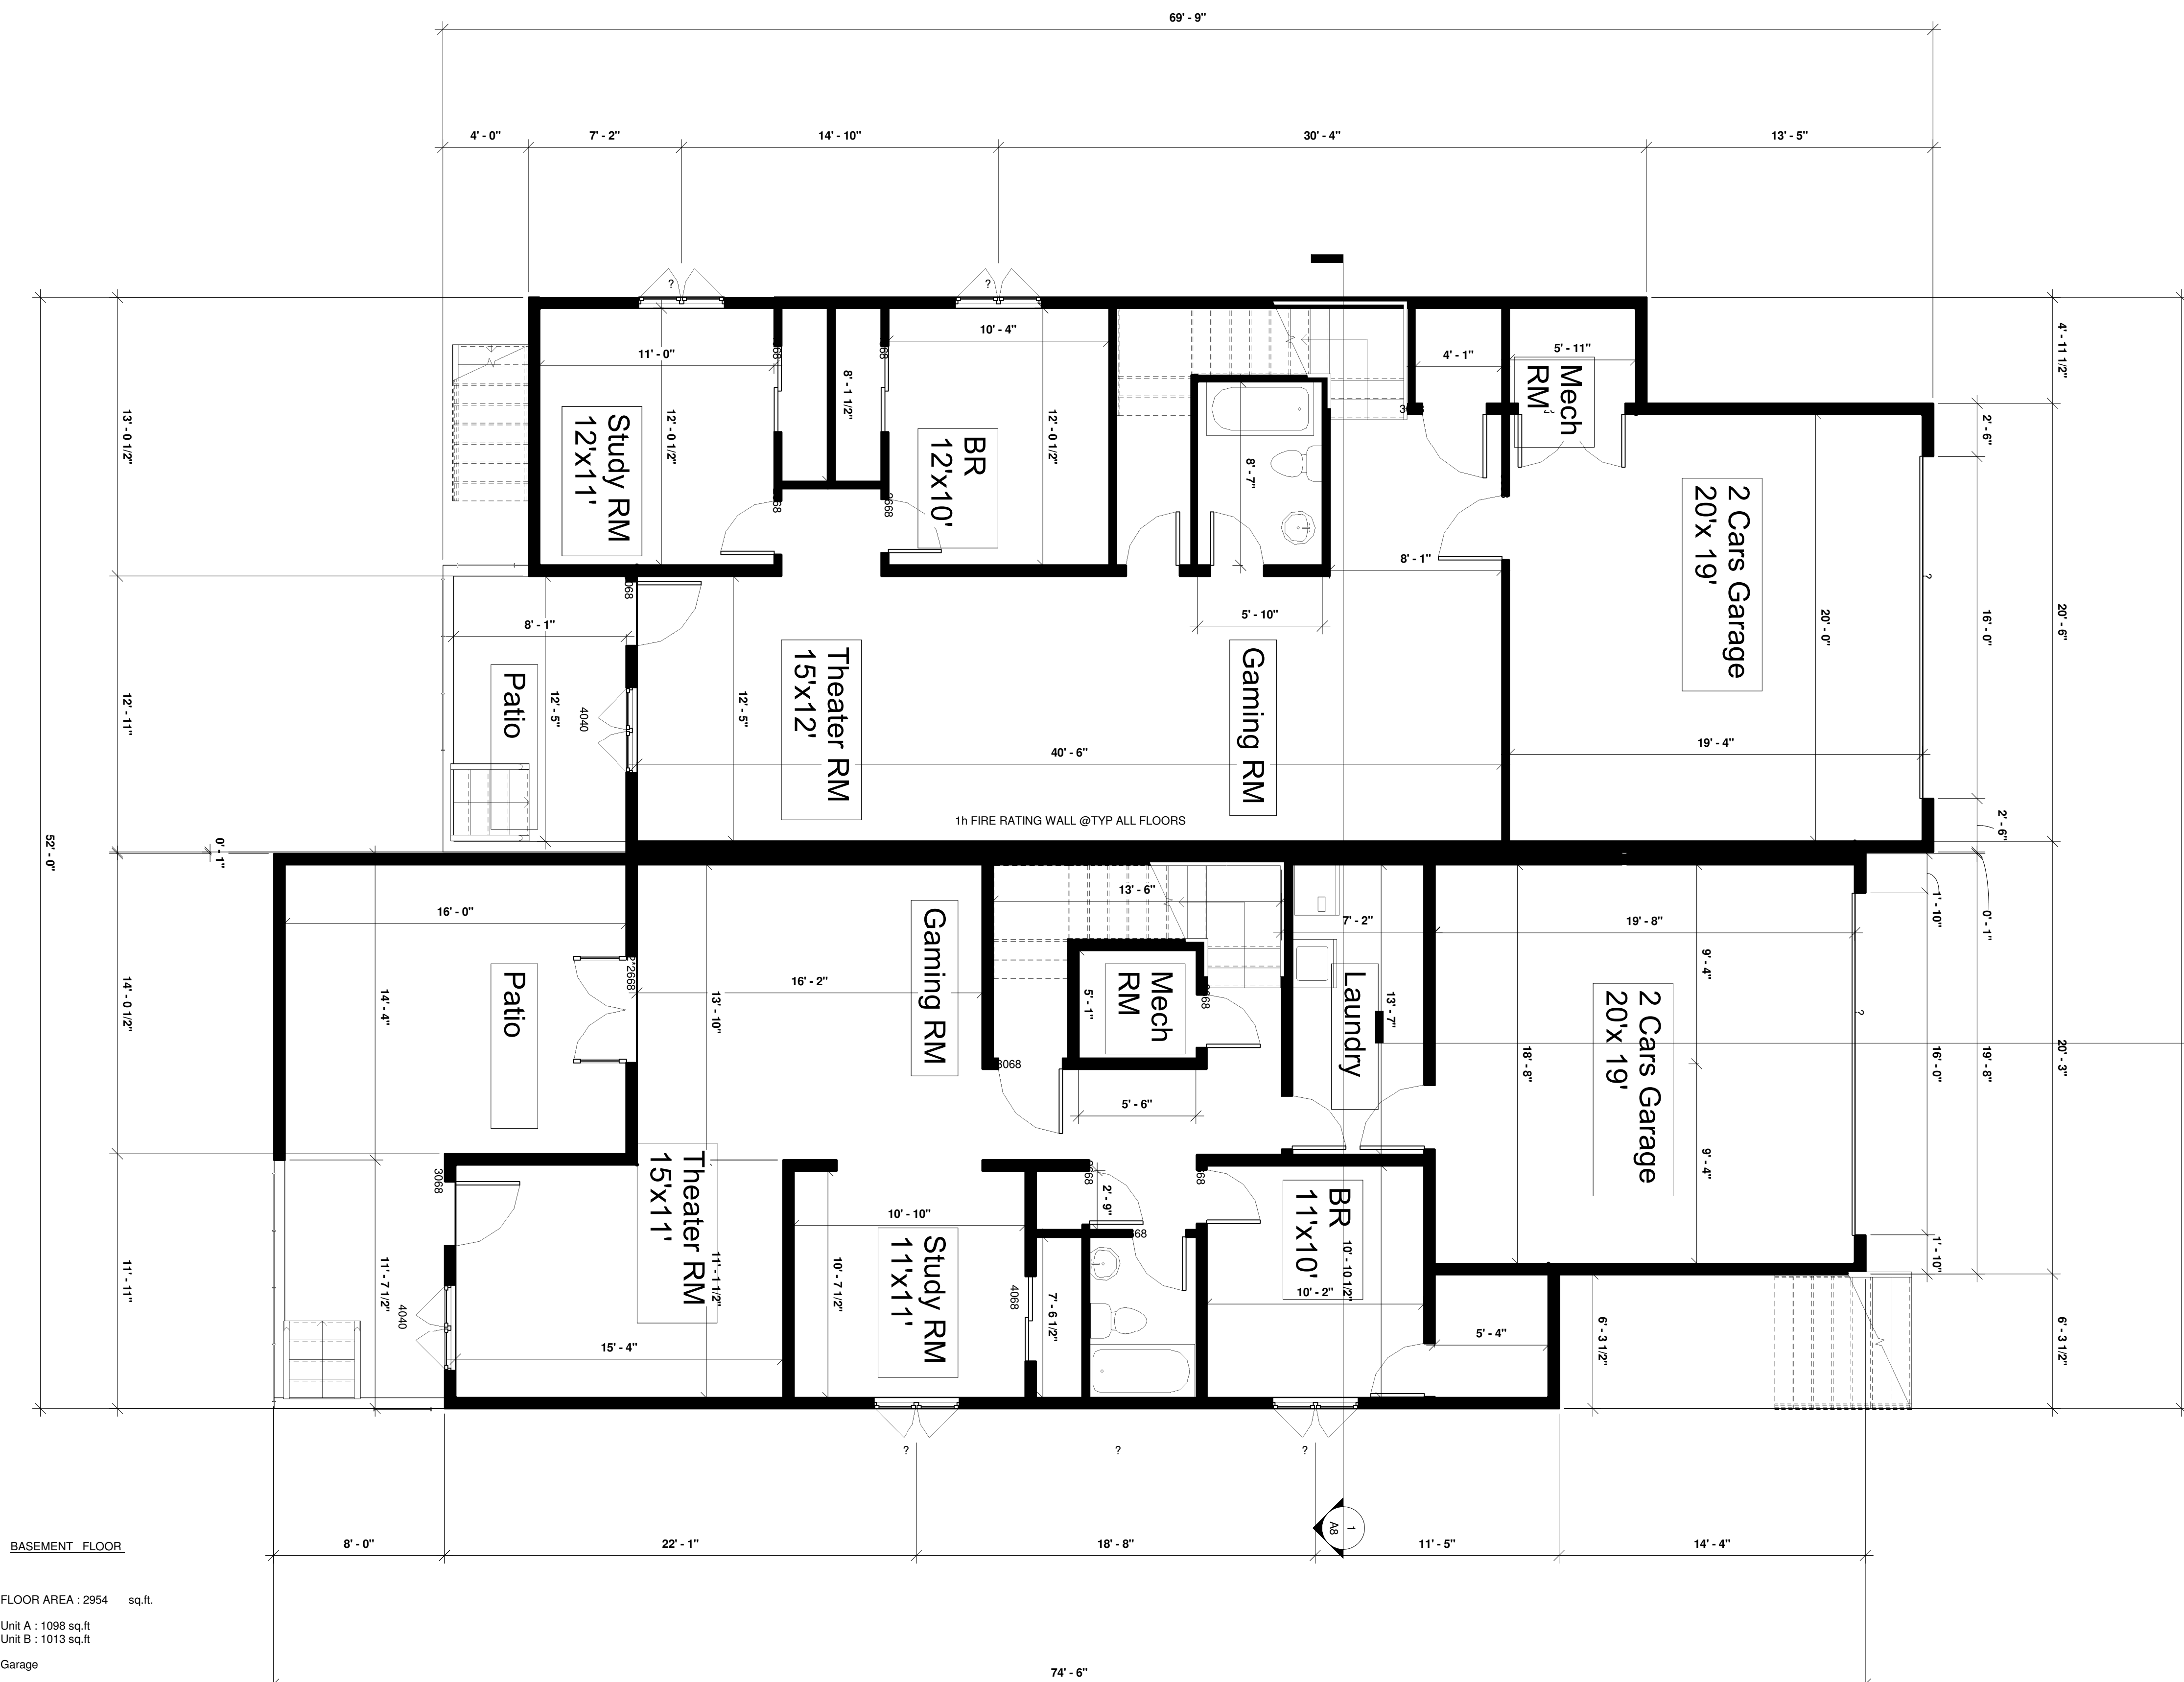 69' - 9"
4' - 0"
7' - 2"
14' - 10"
30' - 4"
13' - 5"
?
?
10' - 4"
11' - 0"
4' - 1"
5' - 11"
Mech
RM
8' - 1 1/2"
12' - 0 1/2"
12' - 0 1/2"
Study RM
12'x11'
BR
12'x10'
8' - 7"
2668
2 Cars Garage
20'x 19'
13' - 0 1/2"
4' - 11 1/2"
2' - 6"
8' - 1"
?
5' - 10"
20' - 0"
16' - 0"
20' - 6"
8' - 1"
Patio
12' - 5"
4040
12' - 5"
Theater RM
15'x12'
Gaming RM
40' - 6"
19' - 4"
12' - 11"
1h FIRE RATING WALL @TYP ALL FLOORS
2' - 6"
52' - 0"
0' - 1"
13' - 6"
16' - 0"
7' - 2"
19' - 8"
1' - 10"
0' - 1"
Gaming RM
Patio
2*2668
16' - 2"
13' - 10"
14' - 4"
14' - 0 1/2"
5' - 1"
Mech
RM
Laundry
13' - 7"
9' - 4"
2 Cars Garage
20'x 19'
?
18' - 8"
16' - 0"
19' - 8"
20' - 3"
3068
5' - 6"
9' - 4"
3068
Theater RM
15'x11'
2' - 9"
10' - 10"
Study RM
11'x11'
BR
11'x10'
10' - 10 1/2"
10' - 2"
1' - 10"
11' - 11"
11' - 7 1/2"
4040
11' - 1 1/2"
10' - 7 1/2"
4068
7' - 6 1/2"
15' - 4"
5' - 4"
6' - 3 1/2"
6' - 3 1/2"
?
?
?
1
A8
BASEMENT FLOOR
8' - 0"
22' - 1"
18' - 8"
11' - 5"
14' - 4"
FLOOR AREA : 2954 sq.ft.
Unit A : 1098 sq.ft
Unit B : 1013 sq.ft
Garage
74' - 6"